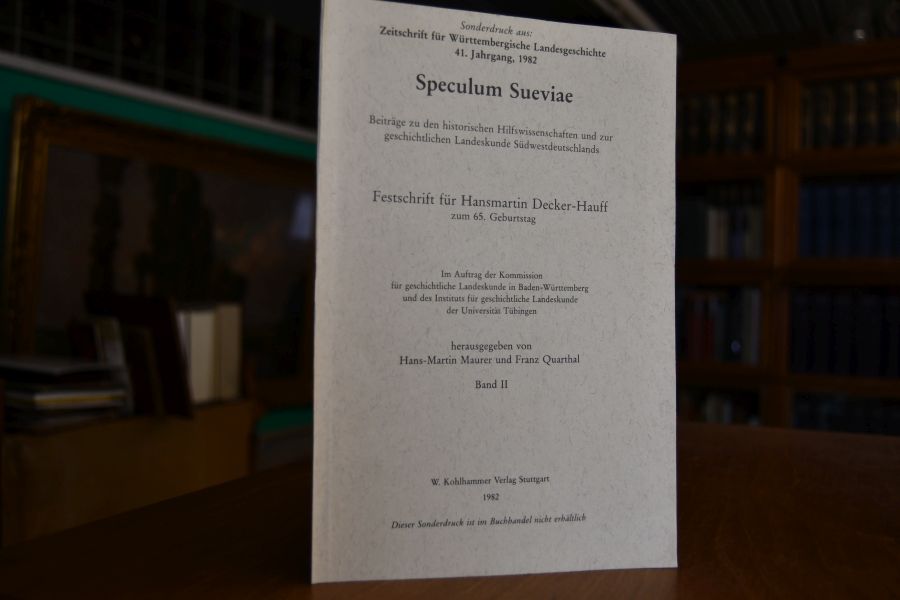 Sonderdruck aus:
Zeitschrift für Württembergische Landesgeschichte
41. Jahrgang, 1982
Speculum Sueviae
Beiträge zu den historischen Hilfswissenschaften und zur
geschichtlichen Landeskunde Südwestdeutschlands
Festschrift für Hansmartin Decker-Hauff
zum 65. Geburtstag
Im Auftrag der Kommission
für geschichtliche Landeskunde in Baden-Württemberg
und des Instituts für geschichtliche Landeskunde
der Universität Tübingen
herausgegeben von
Hans-Martin Maurer und Franz Quarthal
Band II
W. Kohlhammer Verlag Stuttgart
1982
Dieser Sonderdruck ist im Buchhandel nicht erhältlich